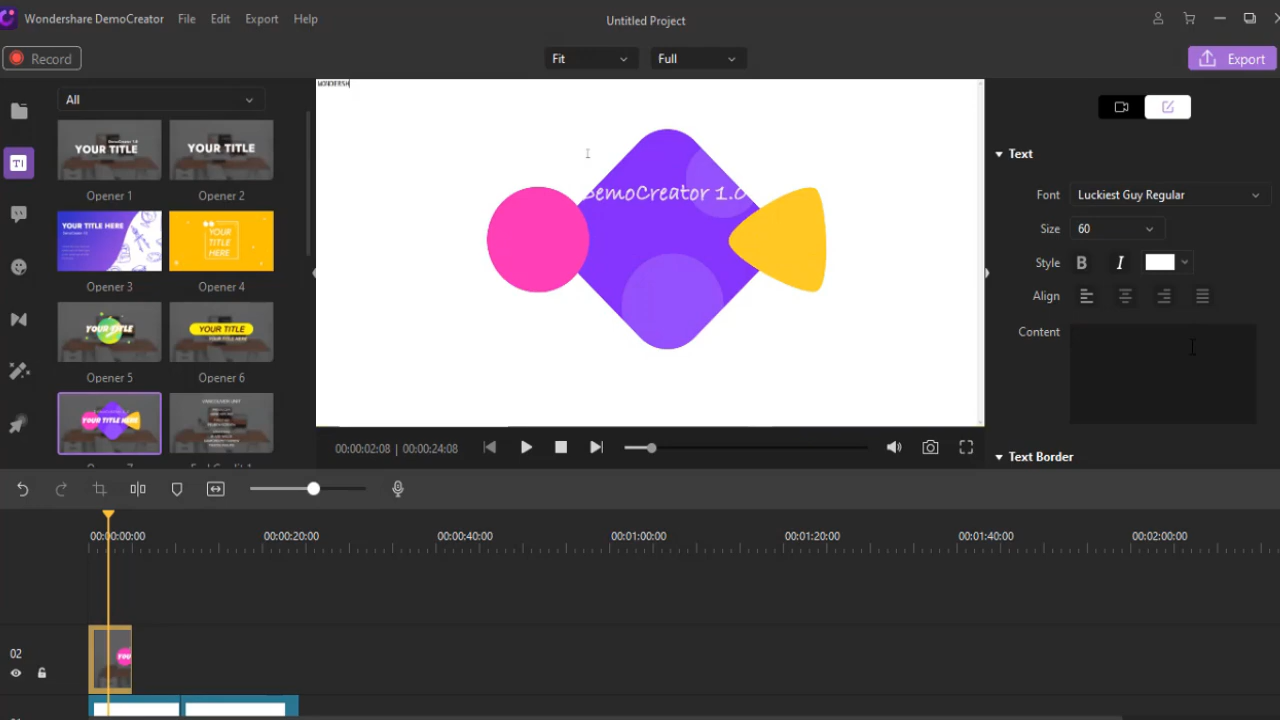 Wondershare DemoCreator File Edit Export Help Untitled Project
Record Fit Full Export
All
YOUR TITLE
YOUR TITLE
Opener 1 Opener 2
YOUR TITLE HERE
YOUR
TITLE
HERE
Opener 3 Opener 4
YOUR TITLE
YOUR TITLE
YOUR TITLE HERE
Opener 5 Opener 6
YOUR TITLE HERE
WONDERSH
DemoCreator 1.0
Text
Font Luckiest Guy Regular
Size 60
Style B I
Align
Content
Text Border
00:00:02:08 | 00:00:24:08
00:00:00:00 00:00:20:00 00:00:40:00 00:01:00:00 00:01:20:00 00:01:40:00 00:02:00:00
02